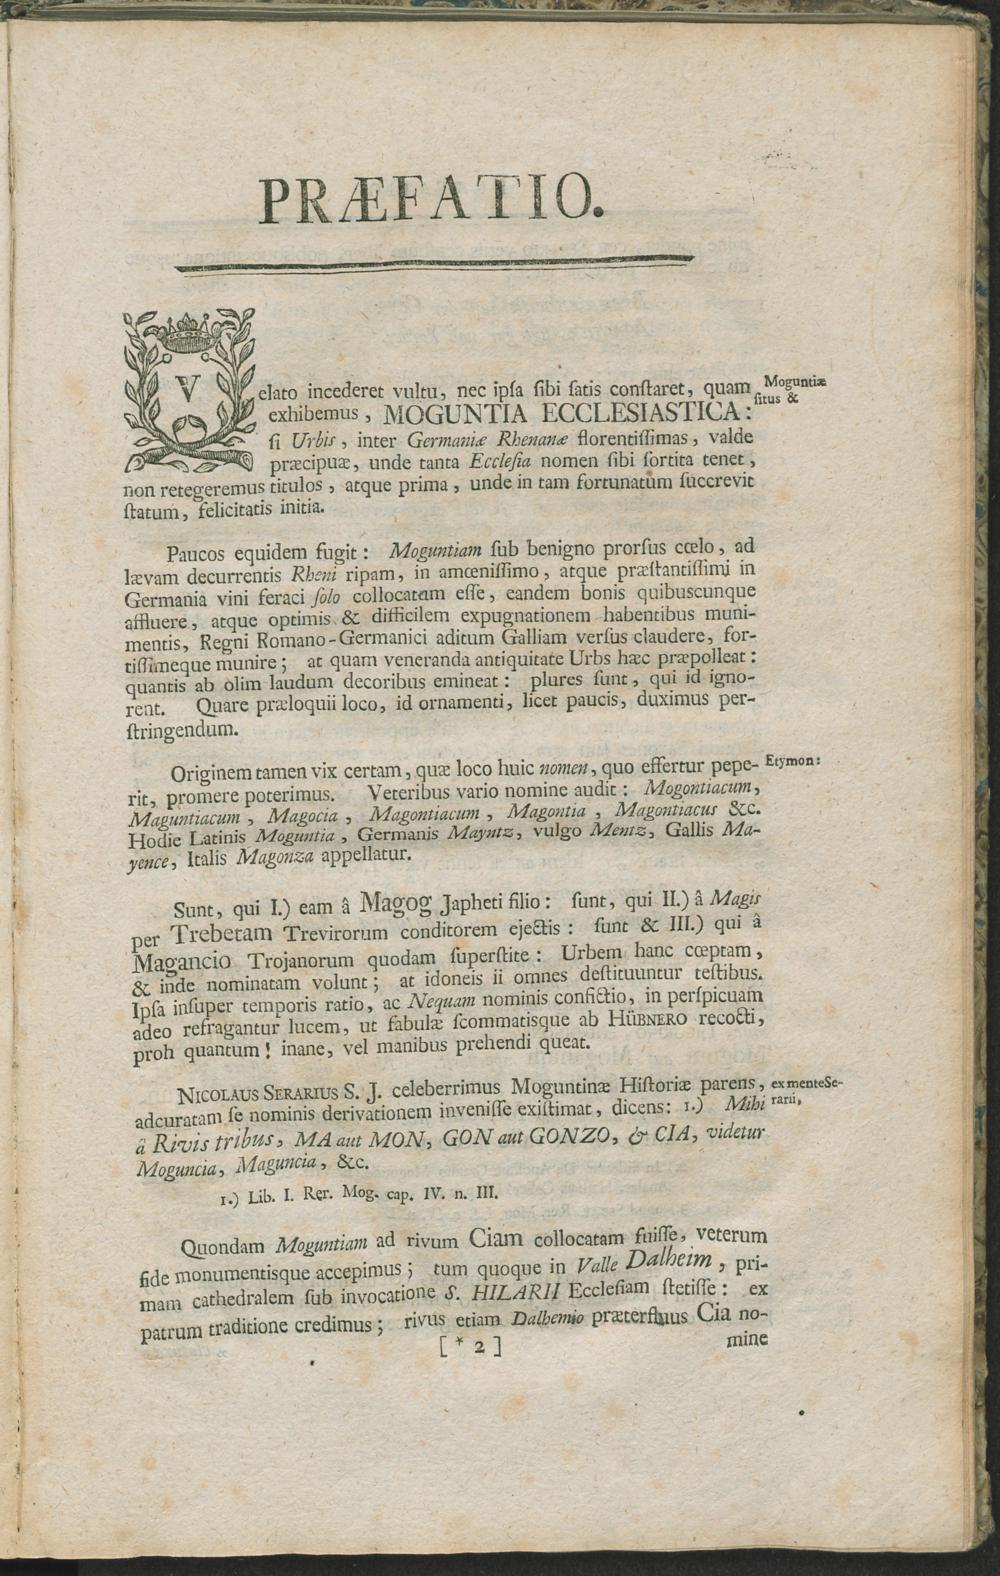 PRÆFATIO.
Velato incederet vultu, nec ipſa ſibi ſatis conſtaret, quam
Moguntiæ
ſitus &
exhibemus, MOGUNTIA ECCLESIASTICA:
ſi Urbis, inter Germaniæ Rhenanæ florentiſſimas, valde
præcipuæ, unde tanta Eccleſia nomen ſibi ſortita tenet,
non retegeremus titulos, atque prima, unde in tam fortunatum ſuccrevit
ſtatum, felicitatis initia.
Paucos equidem fugit: Moguntiam ſub benigno prorſus cœlo, ad
lævam decurrentis Rheni ripam, in amœniſſimo, atque præſtantiſſimi in
Germania vini feraci ſolo collocatam eſſe, eandem bonis quibuscunque
affluere, atque optimis & difficilem expugnationem habentibus muni-
mentis, Regni Romano-Germanici aditum Galliam verſus claudere, for-
tiſſimeque munire; at quam veneranda antiquitate Urbs hæc præpolleat:
quantis ab olim laudum decoribus emineat: plures ſunt, qui id igno-
rent. Quare præloquii loco, id ornamenti, licet paucis, duximus per-
ſtringendum.
Originem tamen vix certam, quæ loco huic nomen, quo effertur pepe-
Etymon:
rit, promere poterimus. Veteribus vario nomine audit: Mogontiacum,
Maguntiacum, Magocia, Magontiacum, Magontia, Magontiacus &c.
Hodie Latinis Moguntia, Germanis Mayntz, vulgo Mentz, Gallis Ma-
yence, Italis Magonza appellatur.
Sunt, qui I.) eam â Magog Japheti filio: ſunt, qui II.) â Magis
per Trebetam Trevirorum conditorem ejectis: ſunt & III.) qui â
Magancio Trojanorum quodam ſuperſtite: Urbem hanc cœptam,
& inde nominatam volunt; at idoneis ii omnes deſtituuntur teſtibus.
Ipſa inſuper temporis ratio, ac Nequam nominis confictio, in perſpicuam
adeo refragantur lucem, ut fabulæ ſcommatisque ab HÜBNERO recocti,
proh quantum! inane, vel manibus prehendi queat.
NICOLAUS SERARIUS S. J. celeberrimus Moguntinæ Hiſtoriæ parens,
ex mente Se-
rarii,
adcuratam ſe nominis derivationem inveniſſe exiſtimat, dicens: 1.) Mihi
â Rivis tribus, MA aut MON, GON aut GONZO, & CIA, videtur
Moguncia, Maguncia, &c.
1.) Lib. I. Rer. Mog. cap. IV. n. III.
Quondam Moguntiam ad rivum Ciam collocatam fuiſſe, veterum
fide monumentisque accepimus; tum quoque in Valle Dalheim, pri-
mam cathedralem ſub invocatione S. HILARII Eccleſiam ſtetiſſe: ex
patrum traditione credimus; rivus etiam Dalhemio præterfluus Cia no-
[ * 2 ]
mine